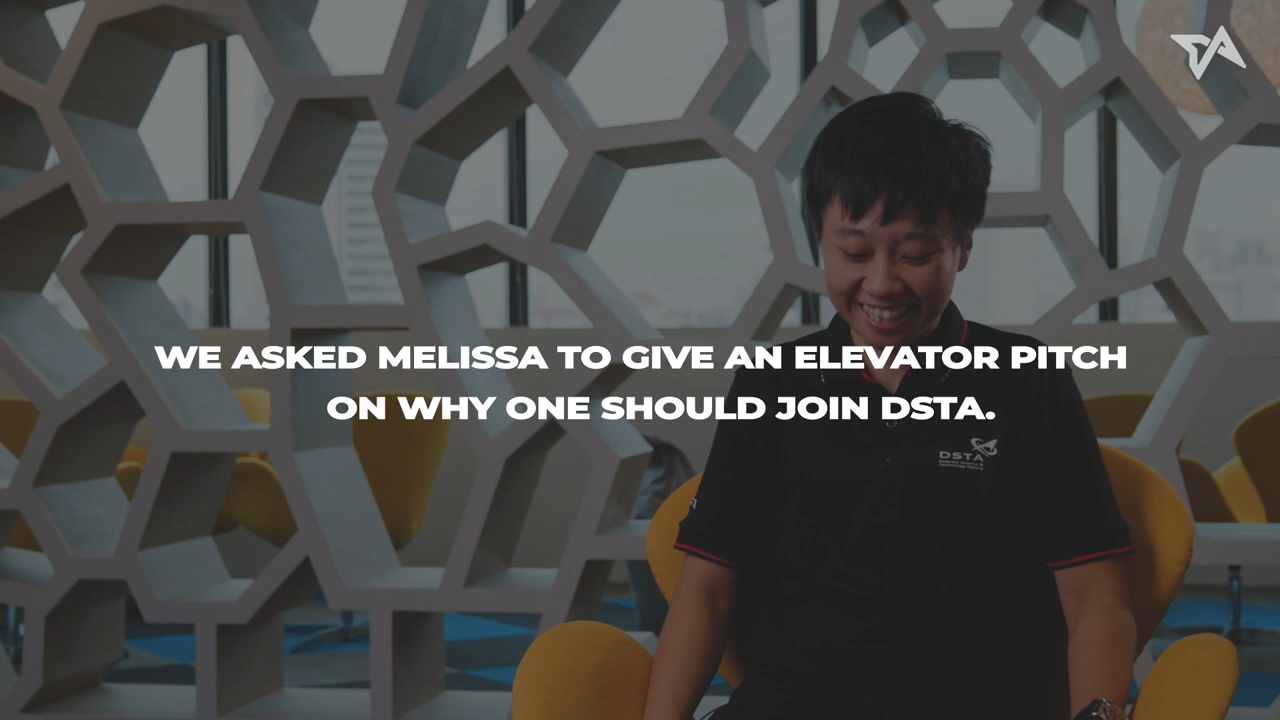 WE ASKED MELISSA TO GIVE AN ELEVATOR PITCH
ON WHY ONE SHOULD JOIN DSTA.
DSTA